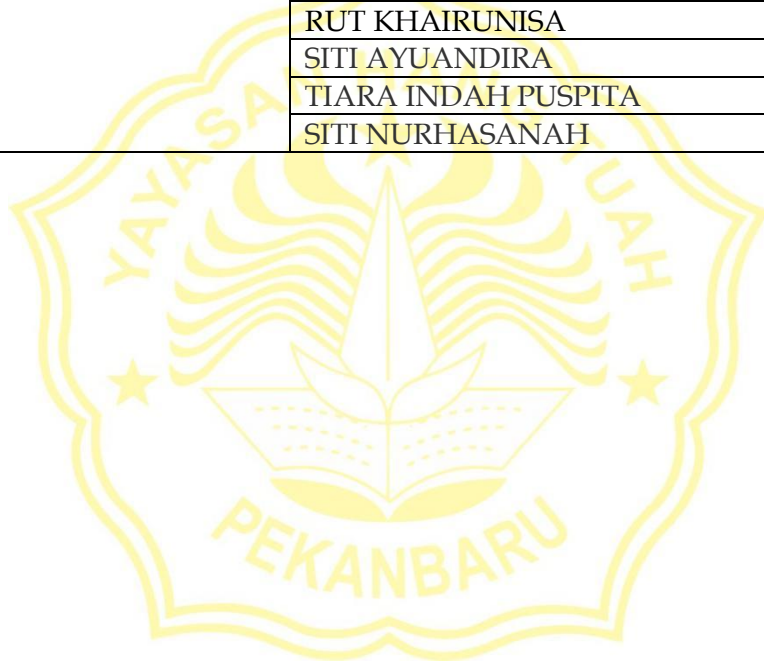 RUT KHAIRUNISA
SITI AYUANDIRA
TIARA INDAH PUSPITA
SITI NURHASANAH
YAYASAN HANG TUAH
PEKANBARU